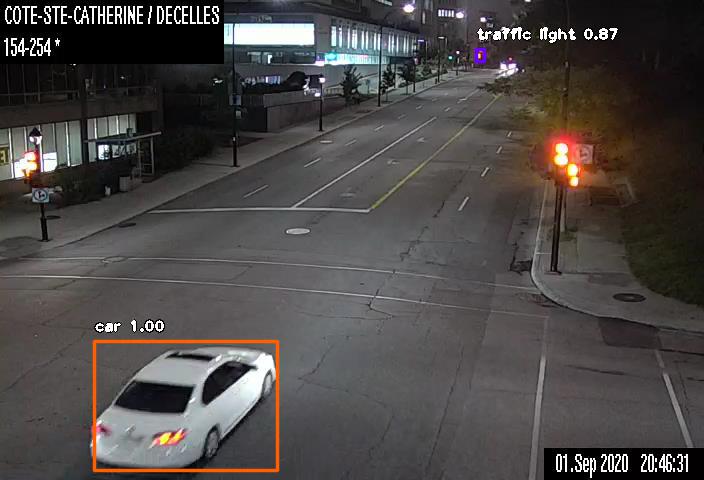 COTE-STE-CATHERINE / DECELLES
154-254 *
traffic light 0.87
car 1.00
01.Sep 2020 20:46:31